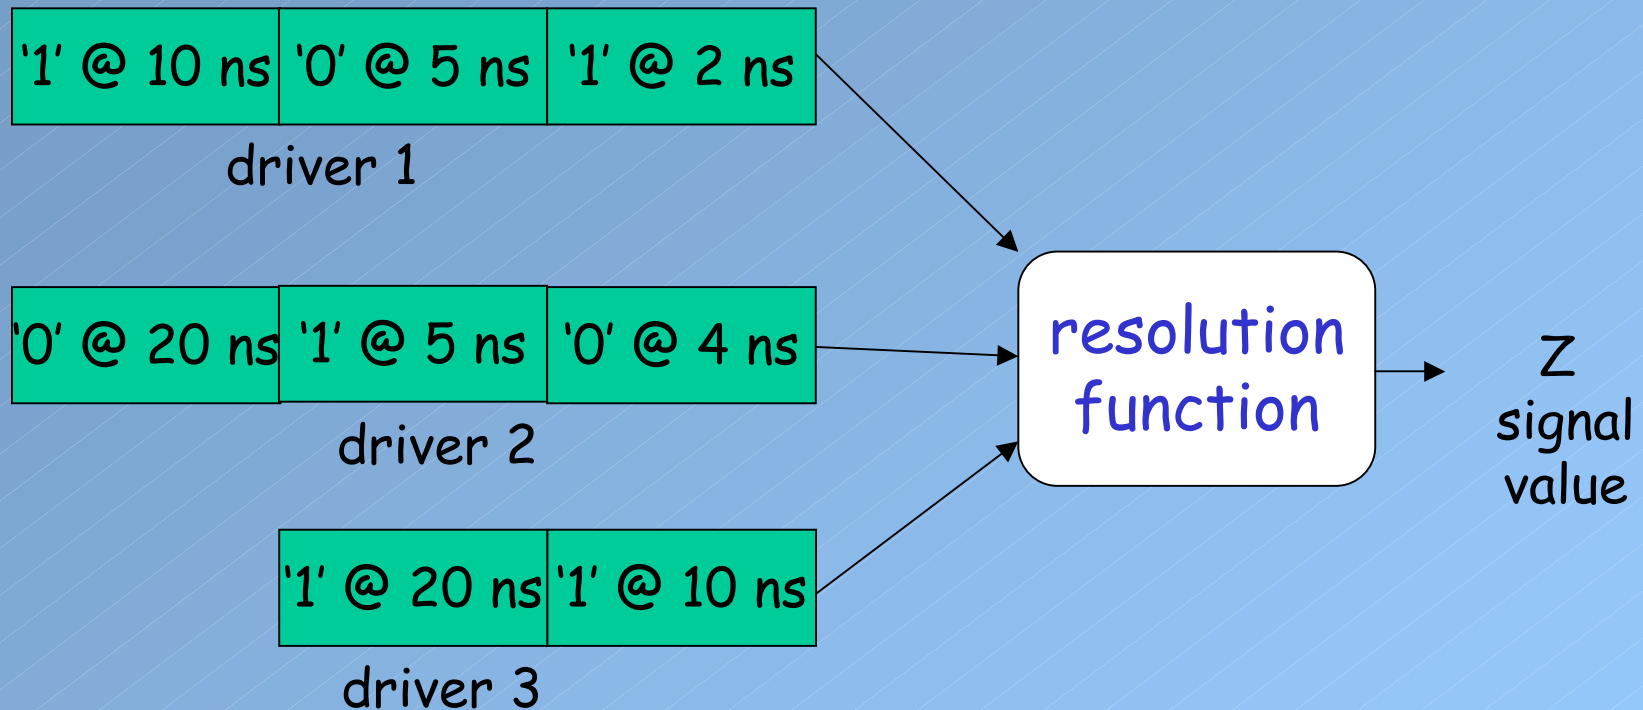 ‘1’ @ 10 ns ‘0’ @ 5 ns ‘1’ @ 2 ns
driver 1
‘0’ @ 20 ns ‘1’ @ 5 ns ‘0’ @ 4 ns
driver 2
‘1’ @ 20 ns ‘1’ @ 10 ns
driver 3
resolution
function
Z
signal
value